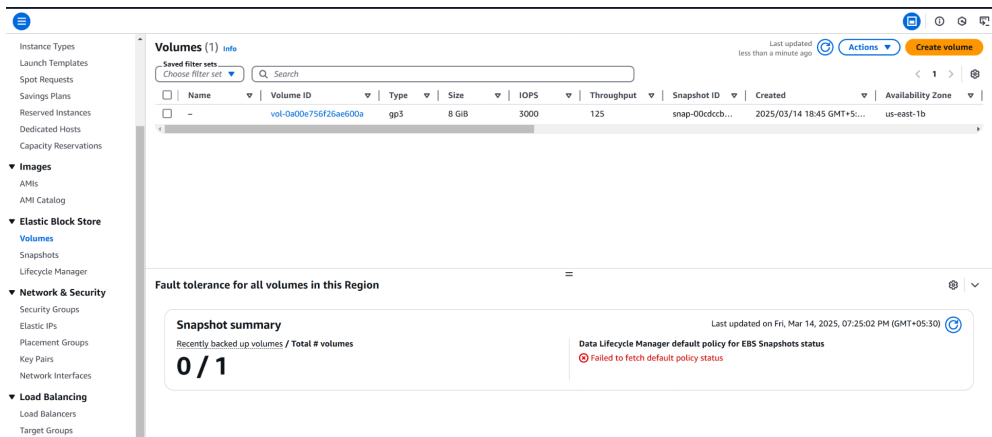 Instance Types
Launch Templates
Spot Requests
Savings Plans
Reserved Instances
Dedicated Hosts
Capacity Reservations
Images
AMIs
AMI Catalog
Elastic Block Store
Volumes
Snapshots
Lifecycle Manager
Network & Security
Security Groups
Elastic IPs
Placement Groups
Key Pairs
Network Interfaces
Load Balancing
Load Balancers
Target Groups
Volumes (1) Info
Last updated
less than a minute ago
Actions
Create volume
Saved filter sets
Choose filter set
Search
1
Name Volume ID Type Size IOPS Throughput Snapshot ID Created Availability Zone
– vol-0a00e756f26ae600a gp3 8 GiB 3000 125 snap-00cdccb... 2025/03/14 18:45 GMT+5:... us-east-1b
Fault tolerance for all volumes in this Region
Snapshot summary
Last updated on Fri, Mar 14, 2025, 07:25:02 PM (GMT+05:30)
Recently backed up volumes / Total # volumes
0 / 1
Data Lifecycle Manager default policy for EBS Snapshots status
Failed to fetch default policy status